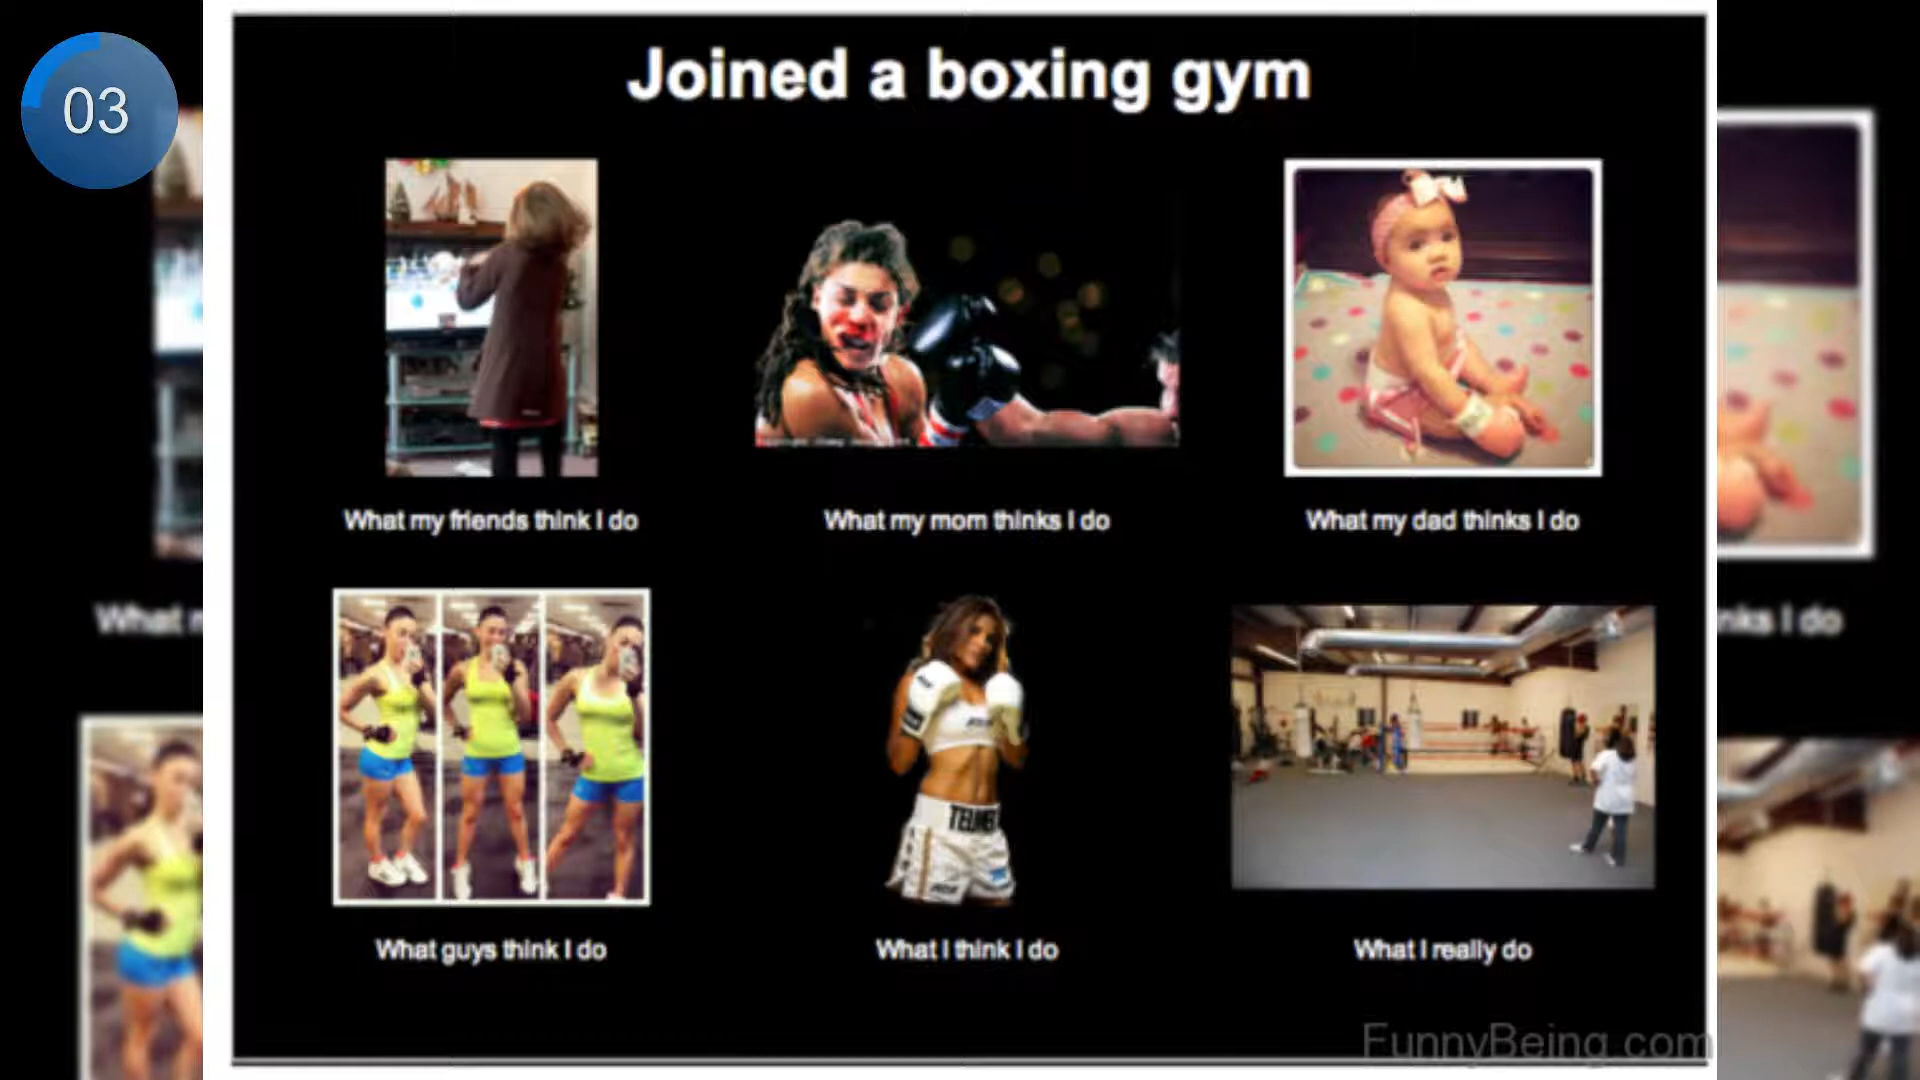 03
Joined a boxing gym
What my friends think I do
What my mom thinks I do
What my dad thinks I do
What guys think I do
What I think I do
What I really do
FunnyBeing.com